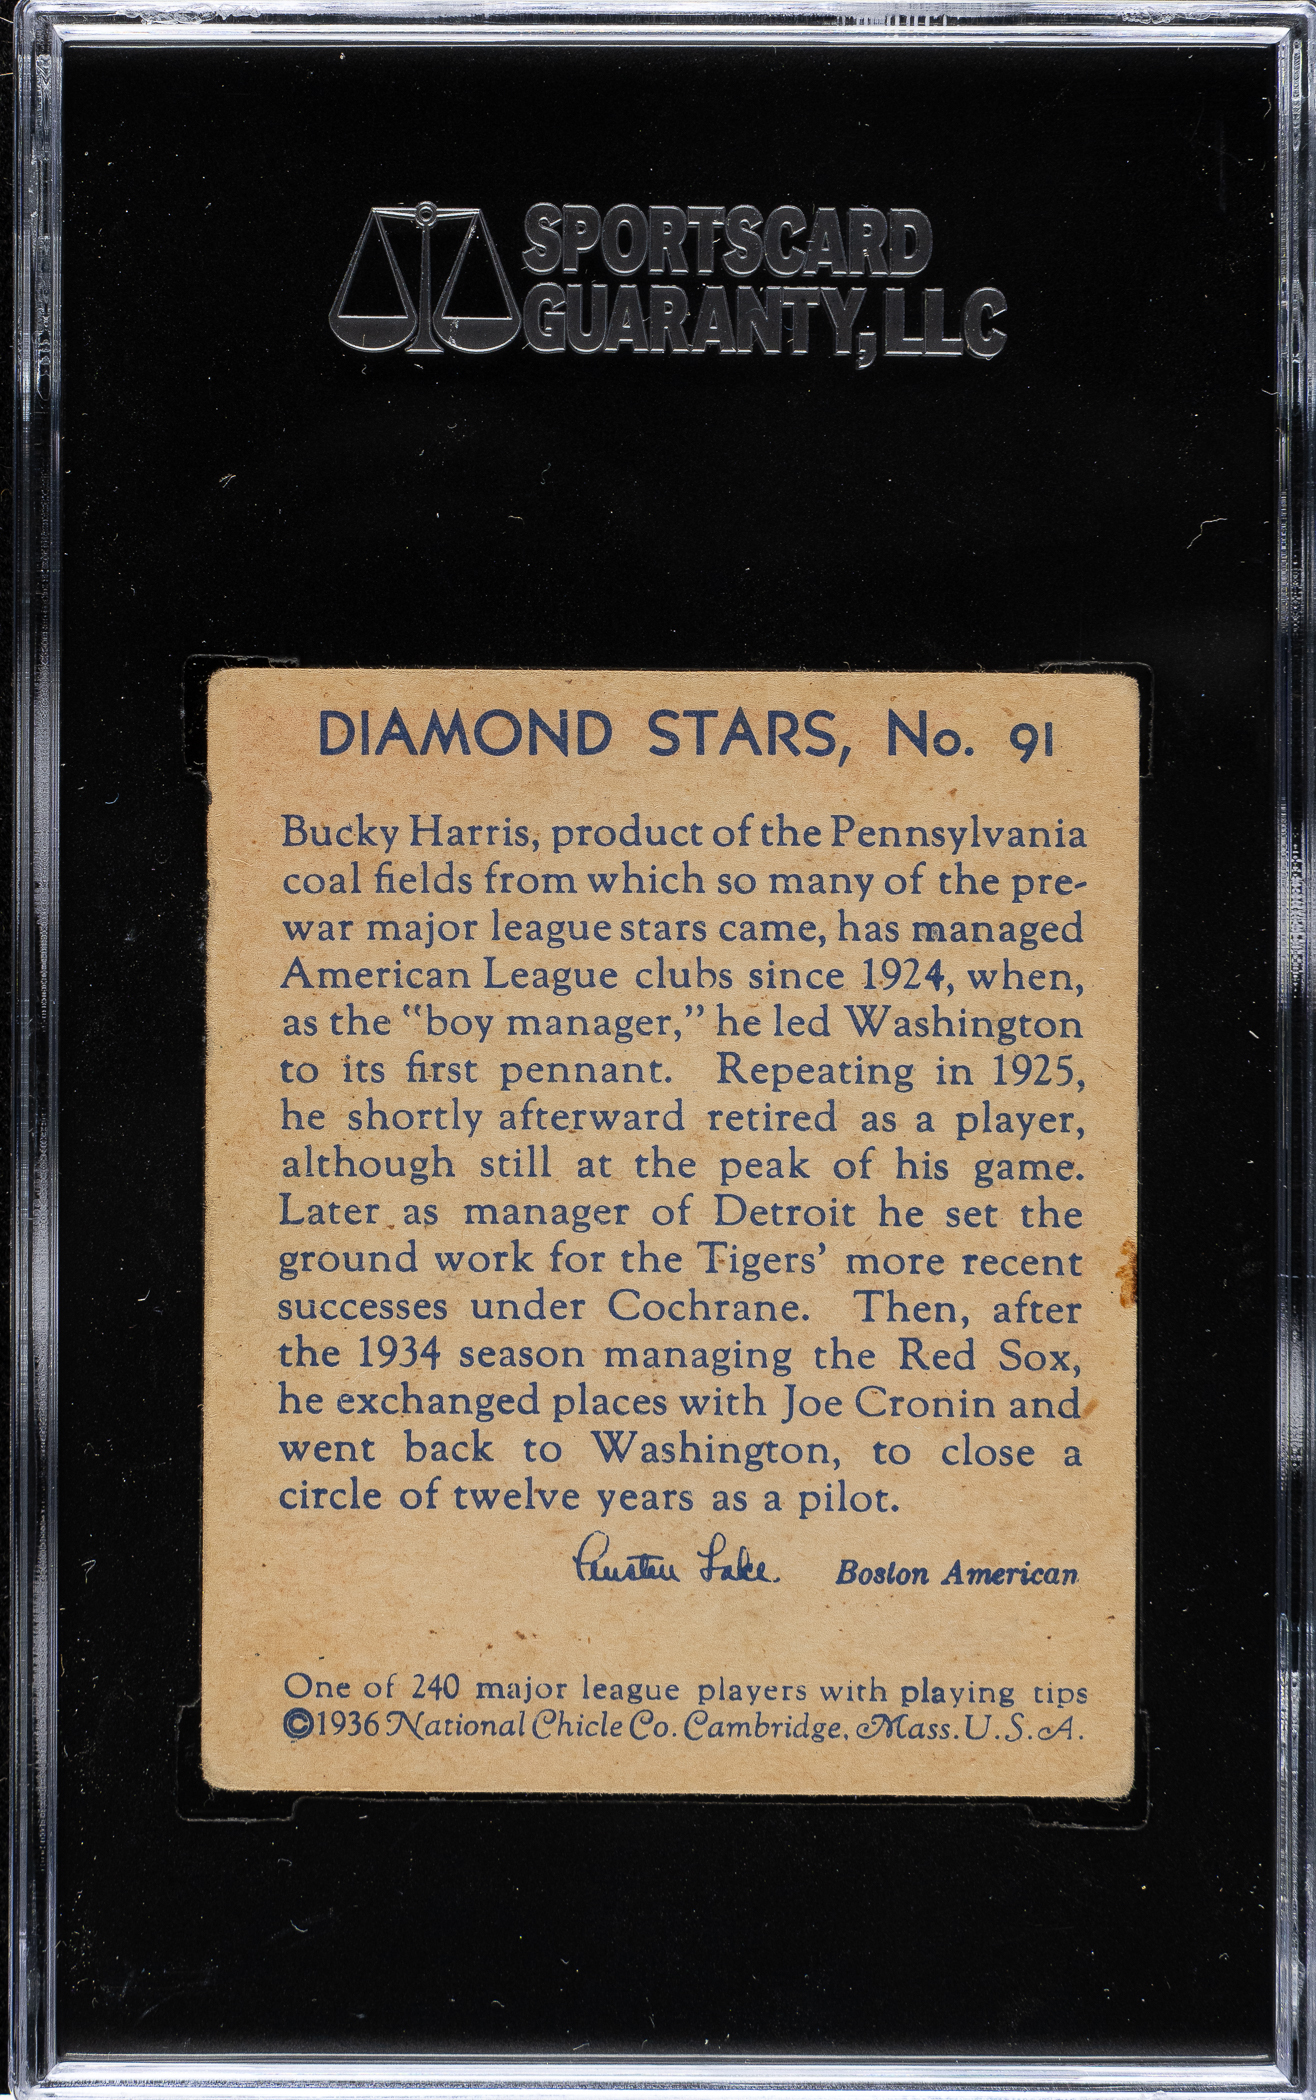 SPORTSCARD
GUARANTY, LLC
DIAMOND STARS, No. 91
Bucky Harris, product of the Pennsylvania
coal fields from which so many of the pre-
war major league stars came, has managed
American League clubs since 1924, when,
as the "boy manager," he led Washington
to its first pennant. Repeating in 1925,
he shortly afterward retired as a player,
although still at the peak of his game.
Later as manager of Detroit he set the
ground work for the Tigers' more recent
successes under Cochrane. Then, after
the 1934 season managing the Red Sox,
he exchanged places with Joe Cronin and
went back to Washington, to close a
circle of twelve years as a pilot.
Austen Lake. Boston American
One of 240 major league players with playing tips
©1936 National Chicle Co. Cambridge, Mass. U.S.A.